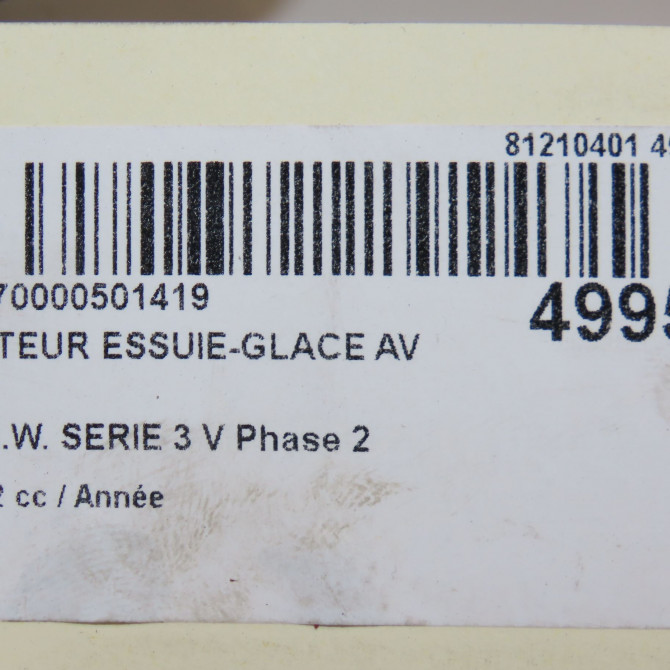 81210401 49
70000501419
4995
TEUR ESSUIE-GLACE AV
.W. SERIE 3 V Phase 2
2 cc / Année